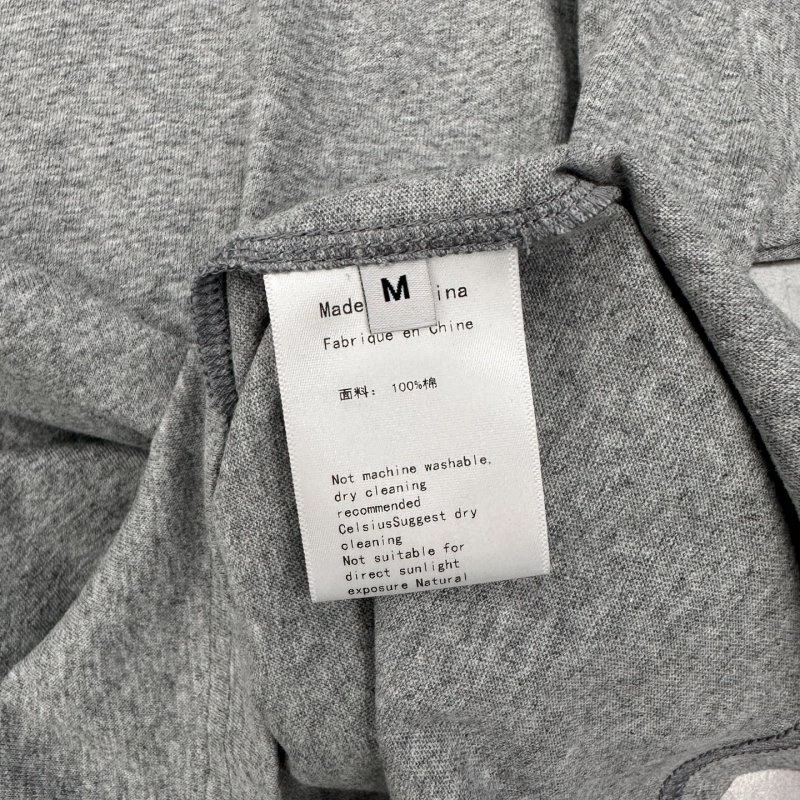 M
Made ina
Fabrique en Chine
面料: 100%棉
Not machine washable,
dry cleaning
recommended
CelsiusSuggest dry
cleaning
Not suitable for
direct sunlight
exposure Natural